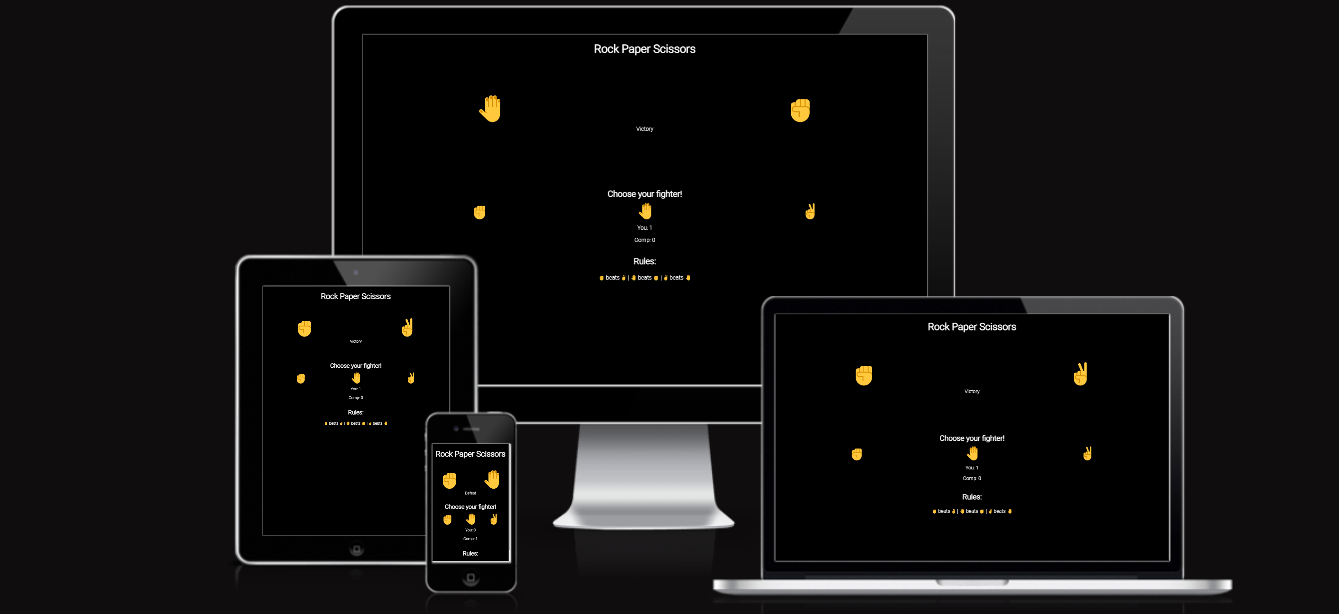 Rock Paper Scissors
Victory
Choose your fighter!
You: 1
Comp: 0
Rules:
beats | beats | beats
Rock Paper Scissors
Victory
Choose your fighter!
You: 1
Comp: 0
Rules:
beats | beats | beats
Rock Paper Scissors
Defeat
Choose your fighter!
You: 0
Comp: 1
Rules:
Rock Paper Scissors
Victory
Choose your fighter!
You: 1
Comp: 0
Rules:
beats | beats | beats